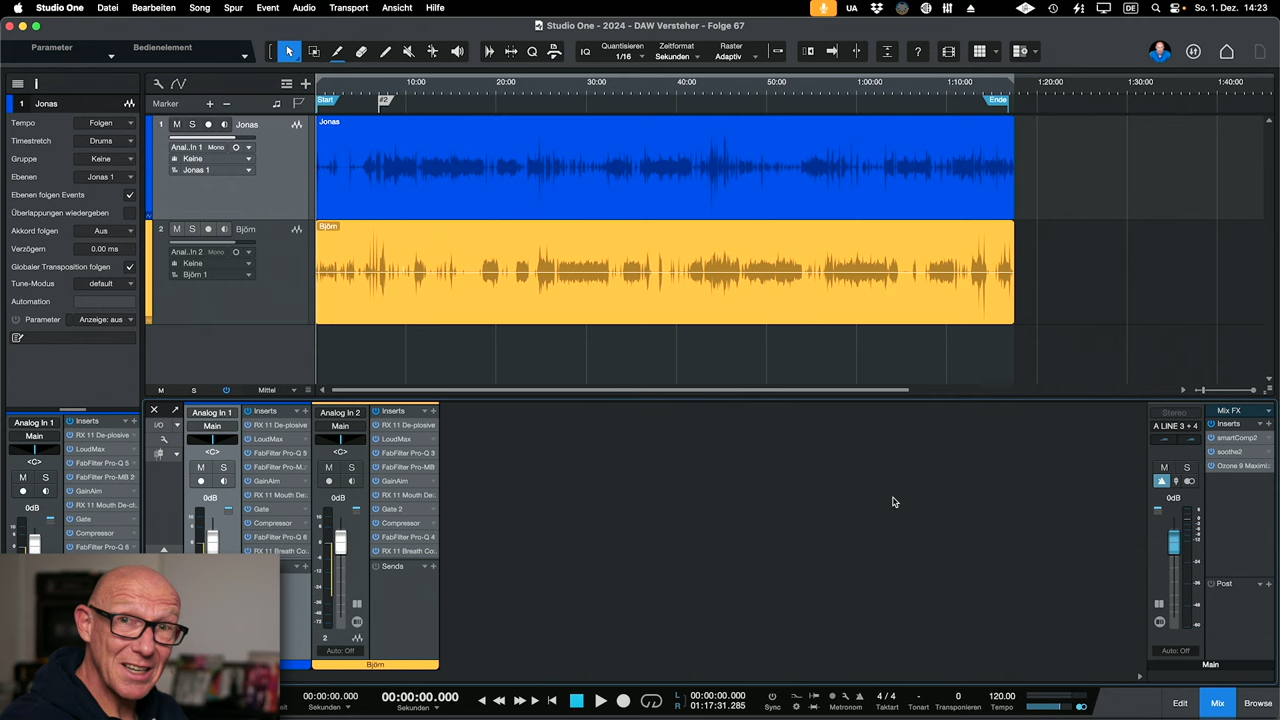 Studio One Datei Bearbeiten Song Spur Event Audio Transport Ansicht Hilfe UA So. 1. Dez. 14:23
Studio One - 2024 - DAW Versteher - Folge 67
Parameter Bedienelement
IQ Quantisieren Zeitformat Raster
1/16 Sekunden Adaptiv
10:00 20:00 30:00 40:00 50:00 1:00:00 1:10:00 1:20:00 1:30:00 1:40:00
Marker Start #2 Ende
1 Jonas
Tempo Folgen
Timestretch Drums
Gruppe Keine
Ebenen Jonas 1
Ebenen folgen Events
Überlappungen wiedergeben
Akkord folgen Aus
Verzögern 0.00 ms
Globaler Transposition folgen
Tune-Modus default
Automation
Parameter Anzeige: aus
1 M S Jonas
Anal..In 1 Mono
Keine
Jonas 1
Jonas
2 M S Björn
Anal..In 2 Mono
Keine
Björn 1
Björn
M S Mittel
Analog In 1
Main
<C>
M S
0dB
Inserts
RX 11 De-plosive
LoudMax
FabFilter Pro-Q 5
FabFilter Pro-MB 2
GainAim
RX 11 Mouth De-cl
Gate
Compressor
FabFilter Pro-Q 6
I/O
Analog In 1
Main
<C>
M S
0dB
Inserts
RX 11 De-plosive
LoudMax
FabFilter Pro-Q 5
FabFilter Pro-M..
GainAim
RX 11 Mouth De..
Gate
Compressor
FabFilter Pro-Q 6
RX 11 Breath Co..
Analog In 2
Main
<C>
M S
0dB
10
0
-6
-12
-24
-36
-48
-72
2
Auto: Off
Inserts
RX 11 De-plosive
LoudMax
FabFilter Pro-Q 3
FabFilter Pro-MB
GainAim
RX 11 Mouth De..
Gate 2
Compressor
FabFilter Pro-Q 4
RX 11 Breath Co..
Sends
Björn
Stereo
A LINE 3 + 4
M S
0dB
Auto: Off
Mix FX
Inserts
smartComp2
soothe2
Ozone 9 Maximi..
Post
Main
00:00:00.000 00:00:00.000 L 00:00:00.000 4 / 4 - 0 120.00
Sekunden Sekunden R 01:17:31.285 Sync Metronom Taktart Tonart Transponieren Tempo
Edit Mix Browse